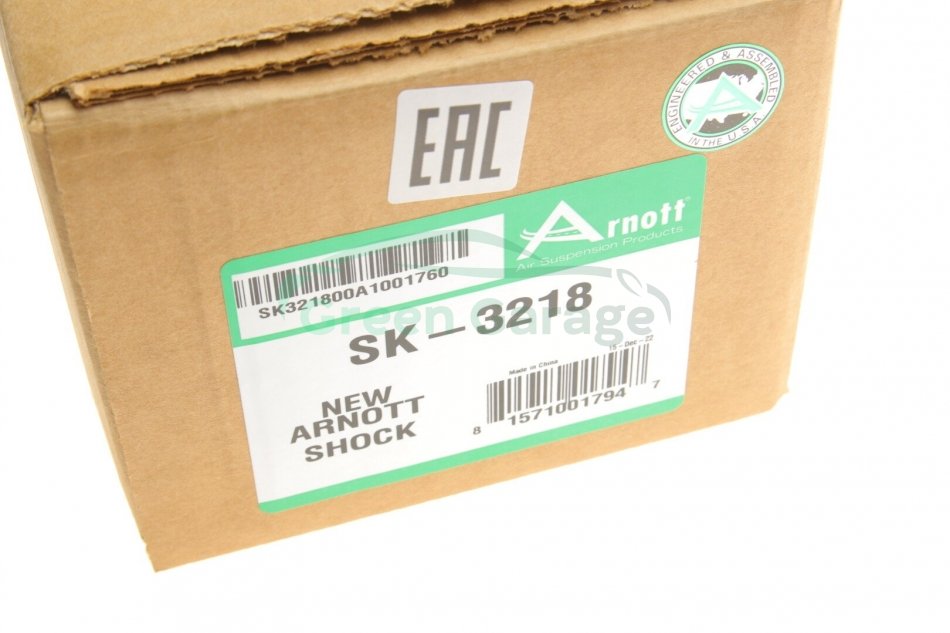 EAC
ENGINEERED & ASSEMBLED
IN THE U.S.A
Arnott®
Air Suspension Products
SK321800A1001760
Green Garage
SK-3218
15-Dec-22
Made in China
NEW
ARNOTT
SHOCK
8 1571001794 7